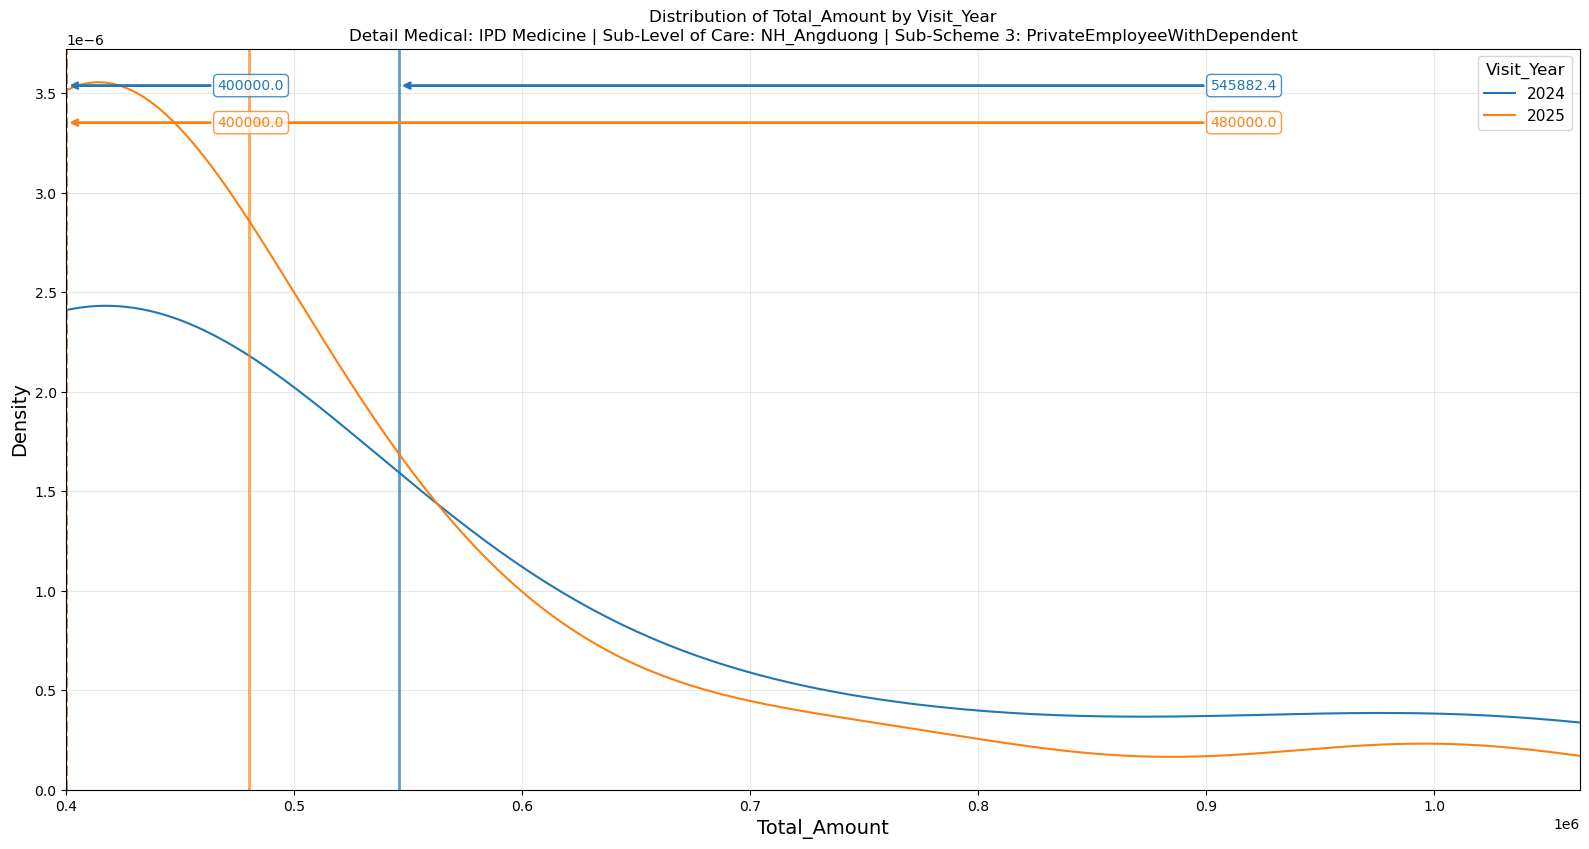 Distribution of Total_Amount by Visit_Year
Detail Medical: IPD Medicine | Sub-Level of Care: NH_Angduong | Sub-Scheme 3: PrivateEmployeeWithDependent
1e−6
Visit_Year
2024
2025
400000.0
545882.4
400000.0
480000.0
3.5
3.0
2.5
2.0
1.5
1.0
0.5
0.0
Density
0.4 0.5 0.6 0.7 0.8 0.9 1.0
1e6
Total_Amount